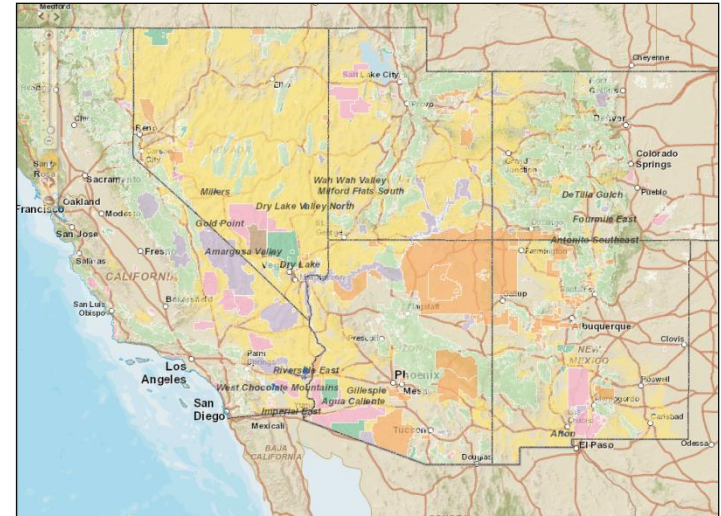 Medford
Cheyenne
Salt Lake City
Elko
Provo
Reno
Denver
NEVADA
Grand
Junction
Colorado
Springs
Sacramento
Wah Wah Valley
Milford Flats South
Pueblo
DeTilla Gulch
Millers
Oakland
Francisco
Modesto
Dry Lake Valley North
Gold Point
Fourmile East
San Jose
Antonito Southeast
Amargosa Valley
Farmington
Salinas
Dry Lake
CALIFORNIA
Gallup
San Luis
Obispo
Flagstaff
Albuquerque
Prescott
Clovis
Palm
Springs
NEW
MEXICO
Los
Angeles
Riverside East
Phoenix
Mesa
Roswell
West Chocolate Mountains
Gillespie
Agua Caliente
San
Diego
Imperial East
Carlsbad
Mexicali
Tucson
Afton
El Paso
Odessa
BAJA
CALIFORNIA
Douglas